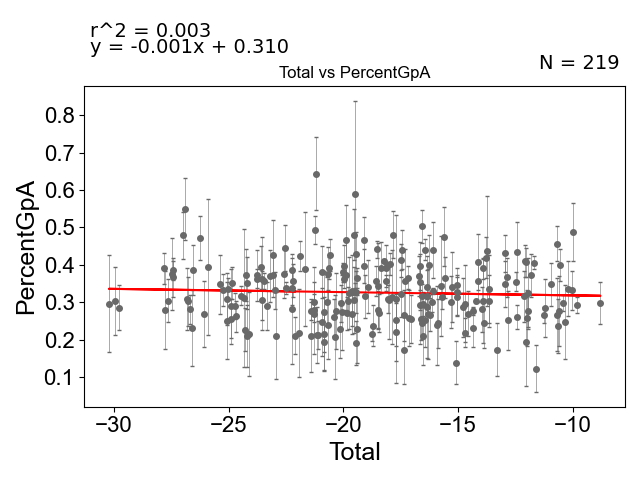 r^2 = 0.003
y = -0.001x + 0.310
N = 219
Total vs PercentGpA
PercentGpA
0.8
0.7
0.6
0.5
0.4
0.3
0.2
0.1
−30 −25 −20 −15 −10
Total